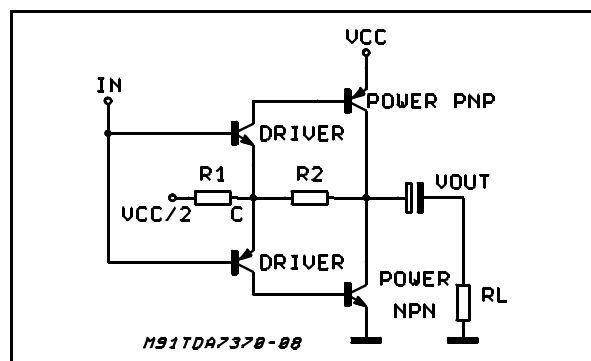 VCC
IN
POWER PNP
DRIVER
R1
R2
VOUT
VCC/2
C
DRIVER
POWER
NPN
RL
M91TDA7370-08